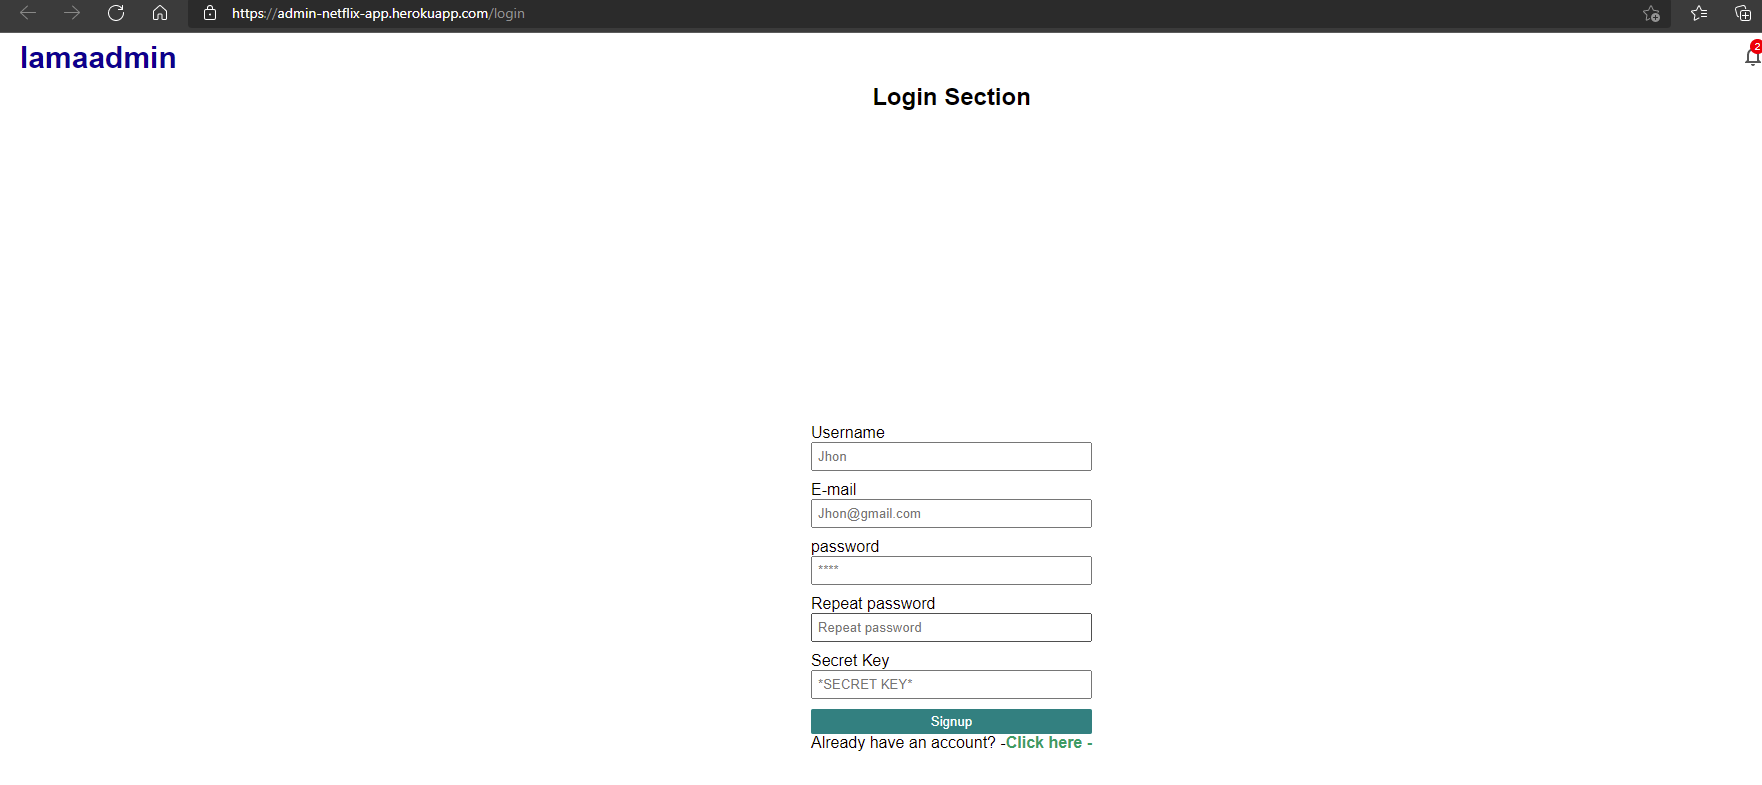 https://admin-netflix-app.herokuapp.com/login
lamaadmin
2
Login Section
Username
Jhon
E-mail
Jhon@gmail.com
password
****
Repeat password
Repeat password
Secret Key
*SECRET KEY*
Signup
Already have an account? -Click here -